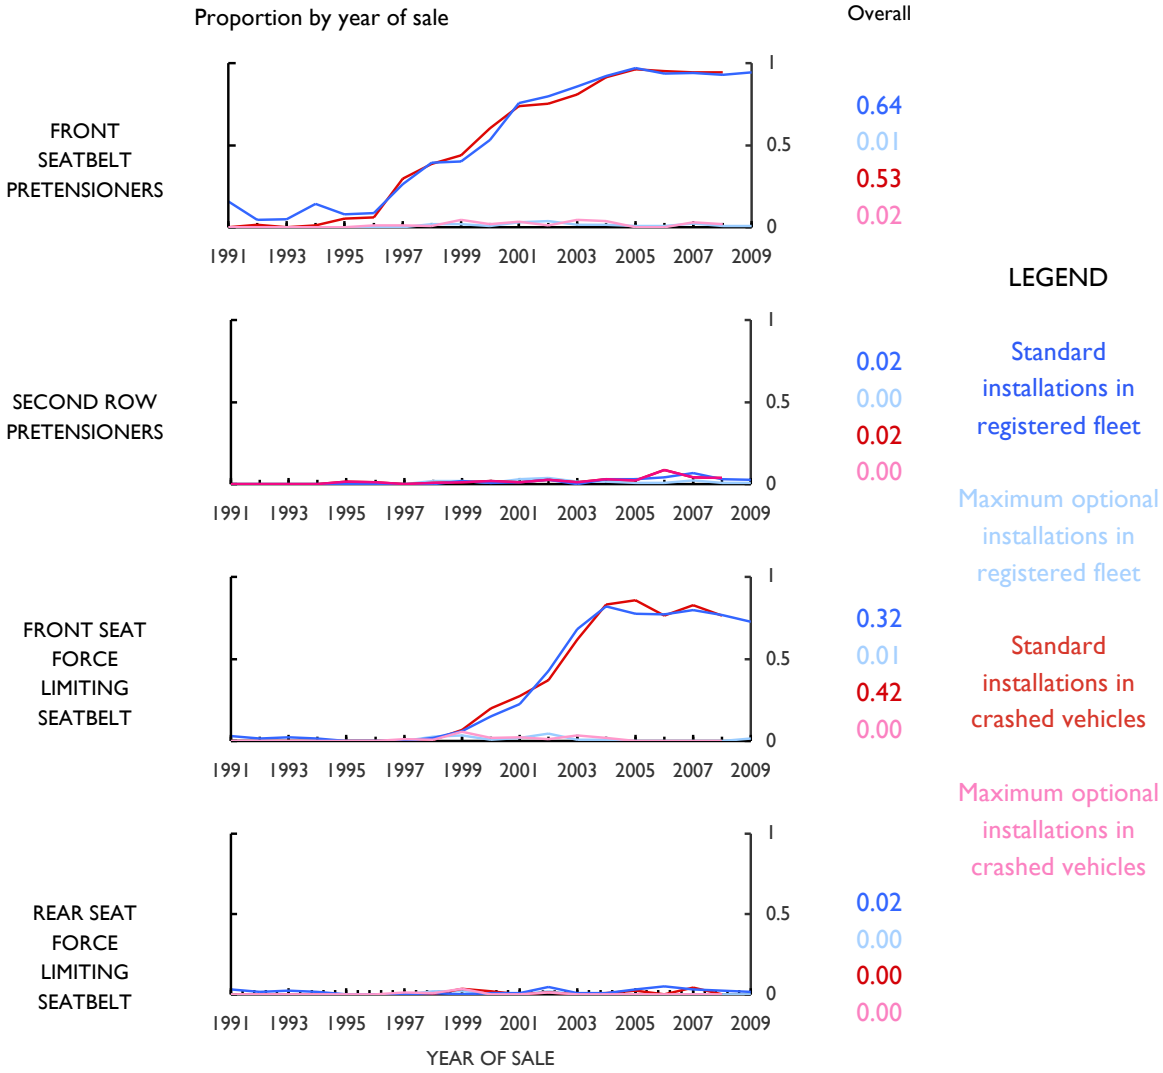 Proportion by year of sale
Overall
FRONT
SEATBELT
PRETENSIONERS
1
0.5
0
1991 1993 1995 1997 1999 2001 2003 2005 2007 2009
0.64
0.01
0.53
0.02
SECOND ROW
PRETENSIONERS
1
0.5
0
1991 1993 1995 1997 1999 2001 2003 2005 2007 2009
0.02
0.00
0.02
0.00
FRONT SEAT
FORCE
LIMITING
SEATBELT
1
0.5
0
1991 1993 1995 1997 1999 2001 2003 2005 2007 2009
0.32
0.01
0.42
0.00
REAR SEAT
FORCE
LIMITING
SEATBELT
1
0.5
0
1991 1993 1995 1997 1999 2001 2003 2005 2007 2009
YEAR OF SALE
0.02
0.00
0.00
0.00
LEGEND
Standard
installations in
registered fleet
Maximum optional
installations in
registered fleet
Standard
installations in
crashed vehicles
Maximum optional
installations in
crashed vehicles